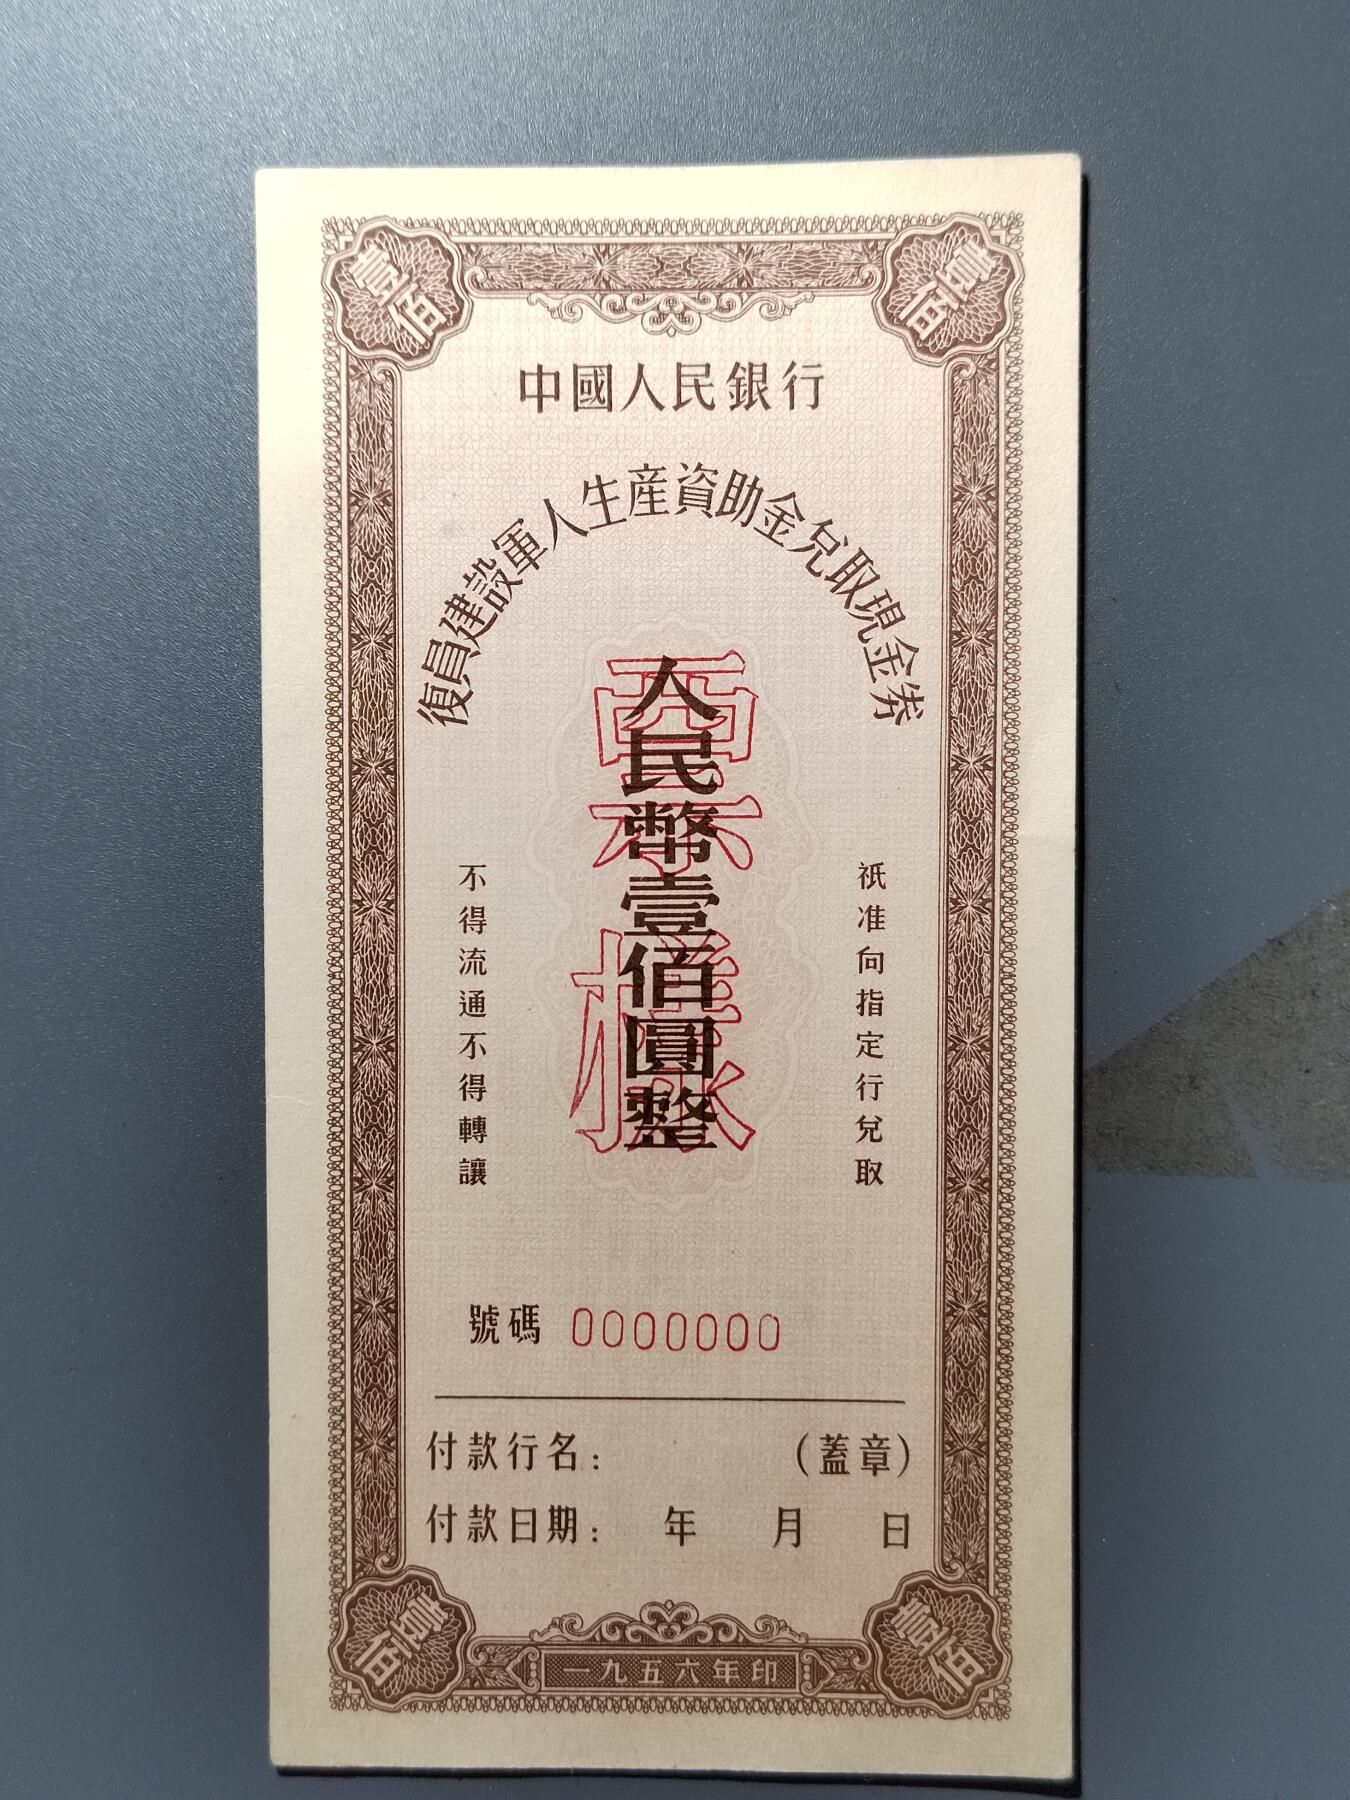 壹佰
壹佰
中國人民銀行
復員建設軍人生産資助金兌取現金券
人民幣壹佰圓整
票樣
祇准向指定行兌取
不得流通不得轉讓
號碼 0000000
付款行名: (蓋章)
付款日期: 年 月 日
壹佰
壹佰
一九五六年印